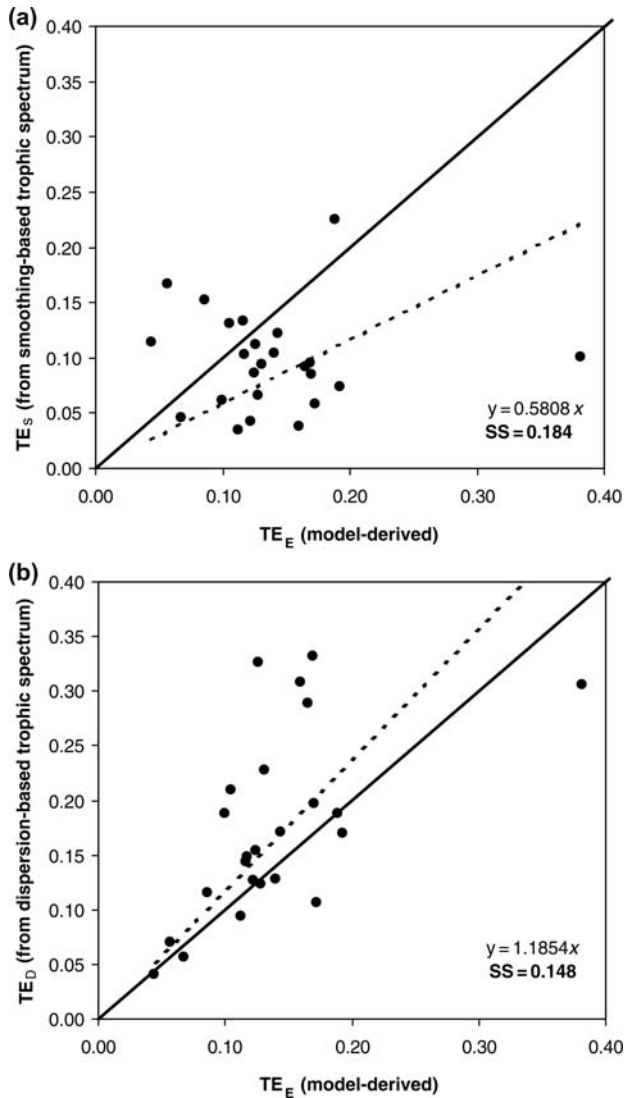 (a)
0.40
0.35
0.30
0.25
0.20
0.15
0.10
0.05
0.00
TES (from smoothing-based trophic spectrum)
y=0.5808 x
SS=0.184
0.00 0.10 0.20 0.30 0.40
TEE (model-derived)
(b)
0.40
0.35
0.30
0.25
0.20
0.15
0.10
0.05
0.00
TED (from dispersion-based trophic spectrum)
y=1.1854x
SS=0.148
0.00 0.10 0.20 0.30 0.40
TEE (model-derived)